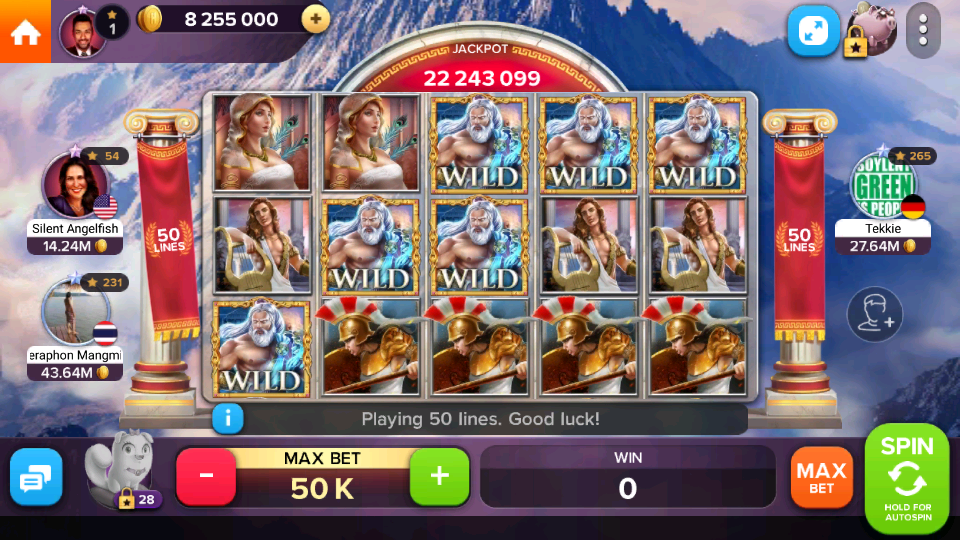 1
8 255 000
+
JACKPOT
22 243 099
54
Silent Angelfish
14.24M
231
eraphon Mangmi
43.64M
50
LINES
WILD
WILD
WILD
WILD
WILD
WILD
50
LINES
265
SOYLENT
GREEN
IS PEOPL
Tekkie
27.64M
i
Playing 50 lines. Good luck!
28
-
MAX BET
50 K
+
WIN
0
MAX
BET
SPIN
HOLD FOR
AUTOSPIN